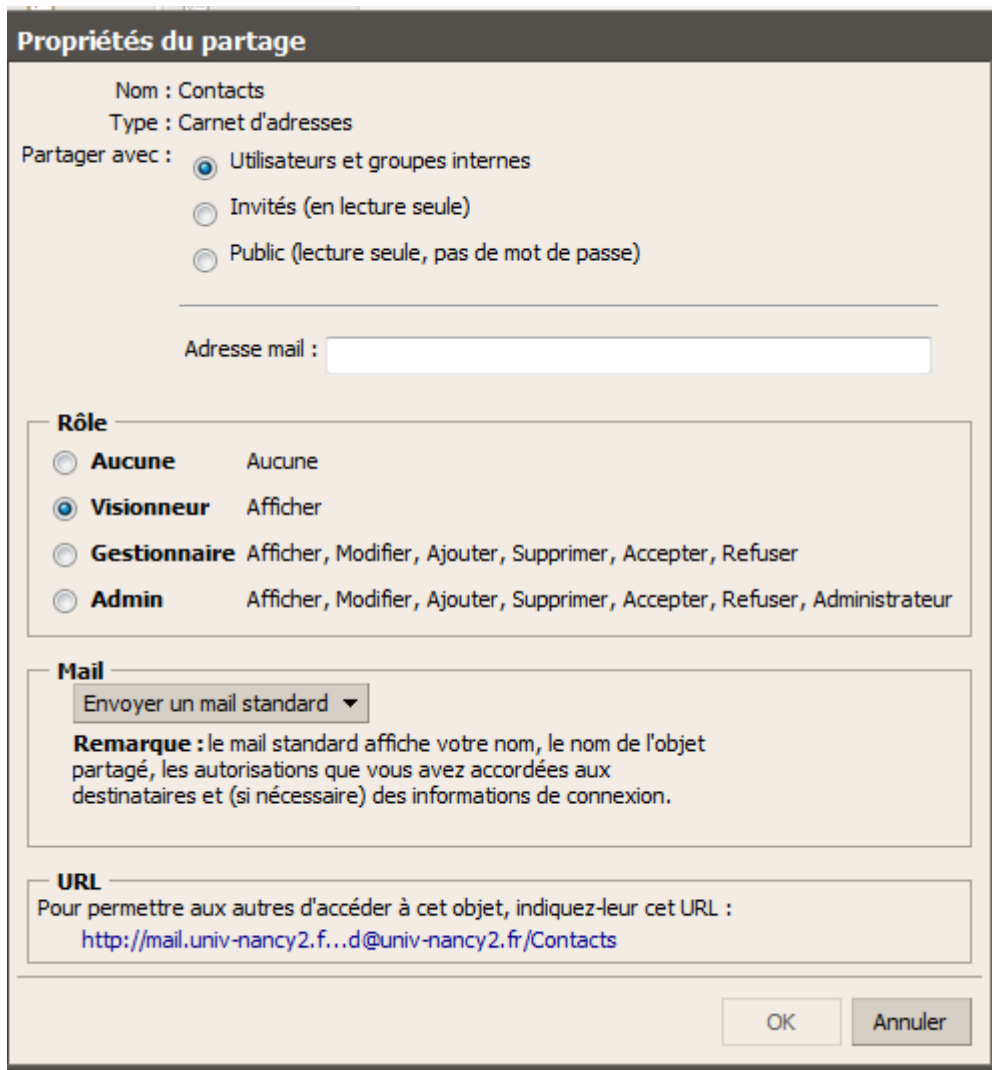 Propriétés du partage
Nom : Contacts
Type : Carnet d'adresses
Partager avec : Utilisateurs et groupes internes
Invités (en lecture seule)
Public (lecture seule, pas de mot de passe)
Adresse mail :
Rôle
Aucune Aucune
Visionneur Afficher
Gestionnaire Afficher, Modifier, Ajouter, Supprimer, Accepter, Refuser
Admin Afficher, Modifier, Ajouter, Supprimer, Accepter, Refuser, Administrateur
Mail
Envoyer un mail standard
Remarque : le mail standard affiche votre nom, le nom de l'objet
partagé, les autorisations que vous avez accordées aux
destinataires et (si nécessaire) des informations de connexion.
URL
Pour permettre aux autres d'accéder à cet objet, indiquez-leur cet URL :
http://mail.univ-nancy2.f...d@univ-nancy2.fr/Contacts
OK Annuler